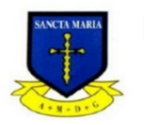 SANCTA MARIA
A • M • D • G